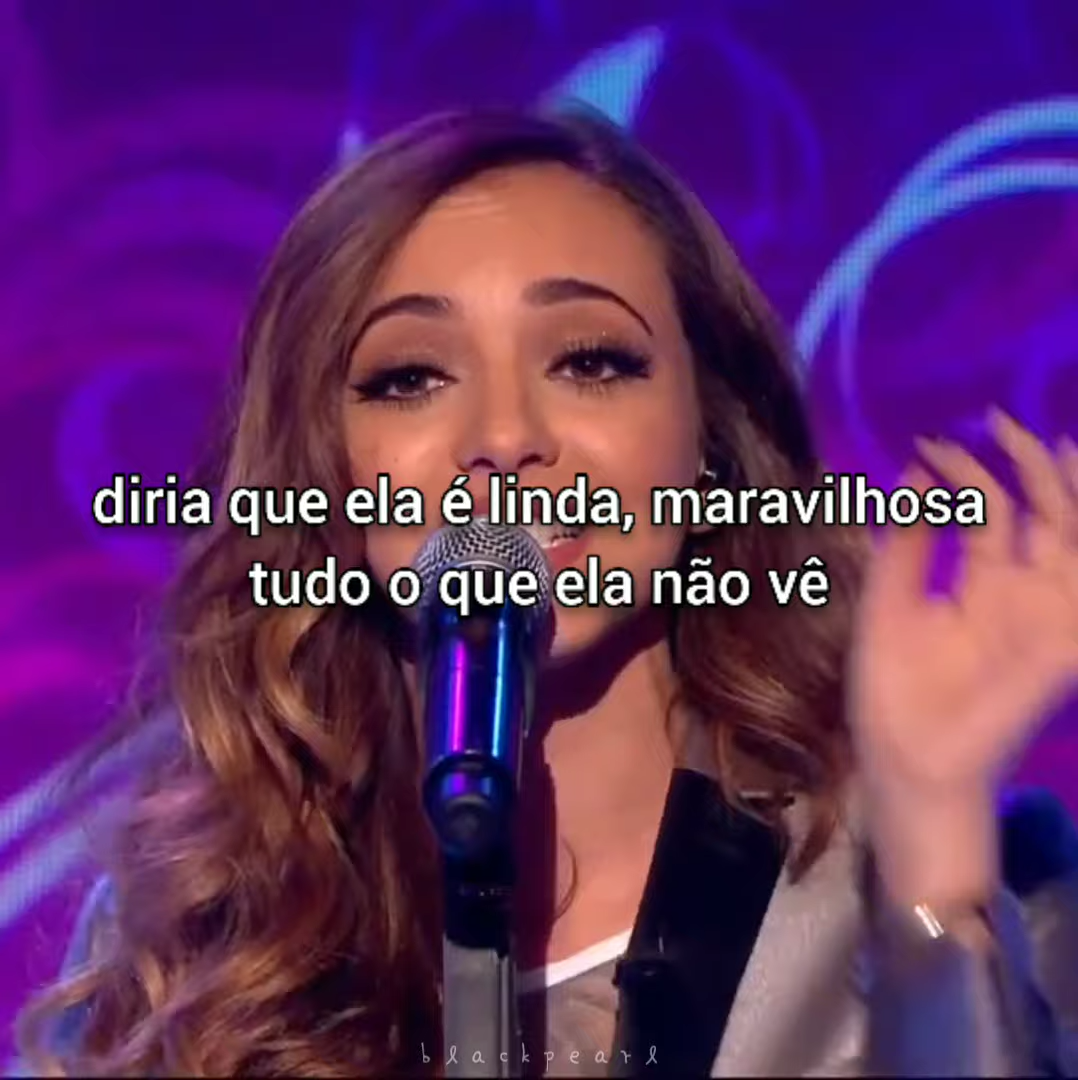 diria que ela é linda, maravilhosa
tudo o que ela não vê
blackpearl